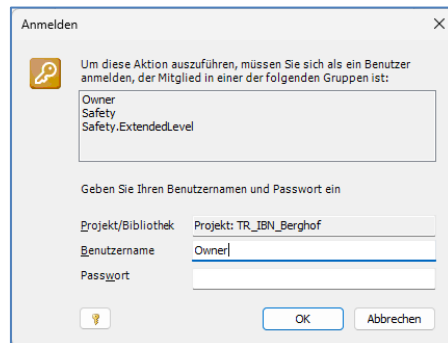 Anmelden
Um diese Aktion auszuführen, müssen Sie sich als ein Benutzer
anmelden, der Mitglied in einer der folgenden Gruppen ist:
Owner
Safety
Safety.ExtendedLevel
Geben Sie Ihren Benutzernamen und Passwort ein
Projekt/Bibliothek Projekt: TR_IBN_Berghof
Benutzername Owner
Passwort
OK Abbrechen